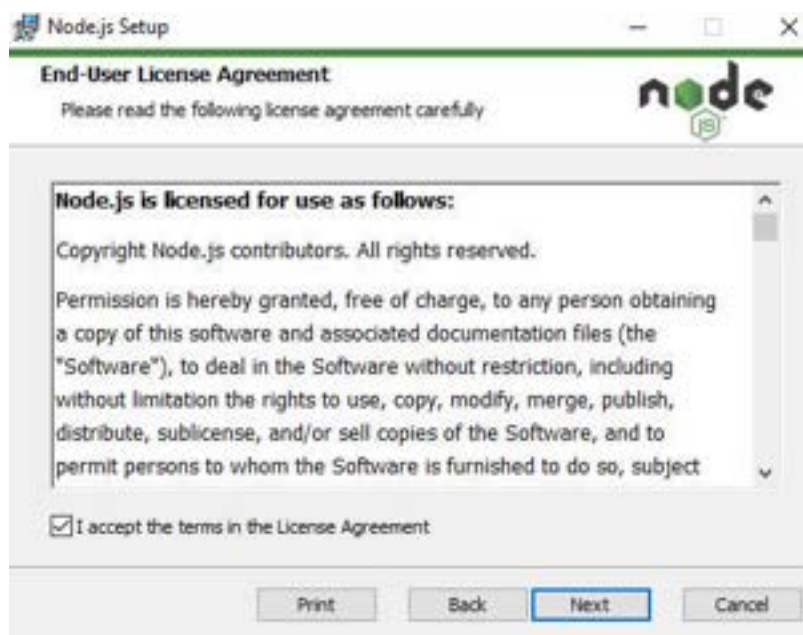 Node.js Setup
End-User License Agreement
Please read the following license agreement carefully
node
JS
Node.js is licensed for use as follows:
Copyright Node.js contributors. All rights reserved.
Permission is hereby granted, free of charge, to any person obtaining
a copy of this software and associated documentation files (the
"Software"), to deal in the Software without restriction, including
without limitation the rights to use, copy, modify, merge, publish,
distribute, sublicense, and/or sell copies of the Software, and to
permit persons to whom the Software is furnished to do so, subject
I accept the terms in the License Agreement
Print Back Next Cancel